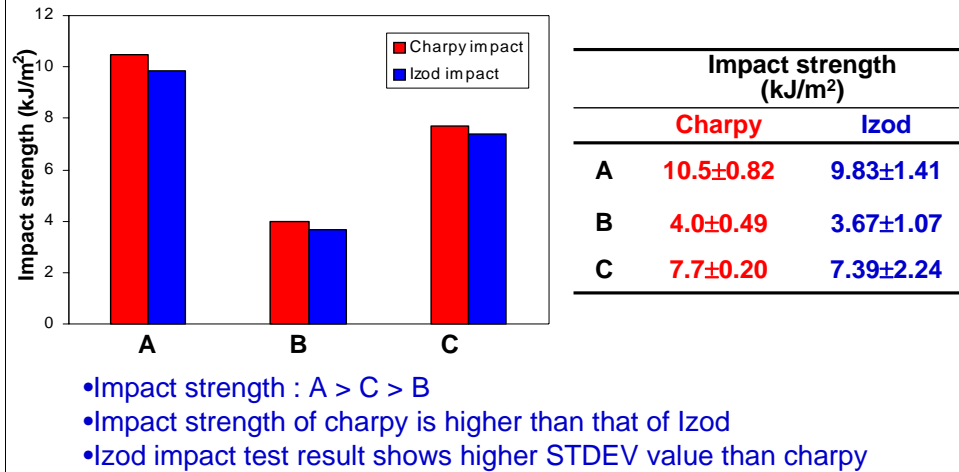 12
10
8
6
4
2
0
Impact strength (kJ/m²)
Charpy impact
Izod impact
A B C
Impact strength
(kJ/m²)
Charpy Izod
A 10.5±0.82 9.83±1.41
B 4.0±0.49 3.67±1.07
C 7.7±0.20 7.39±2.24
•Impact strength : A > C > B
•Impact strength of charpy is higher than that of Izod
•Izod impact test result shows higher STDEV value than charpy